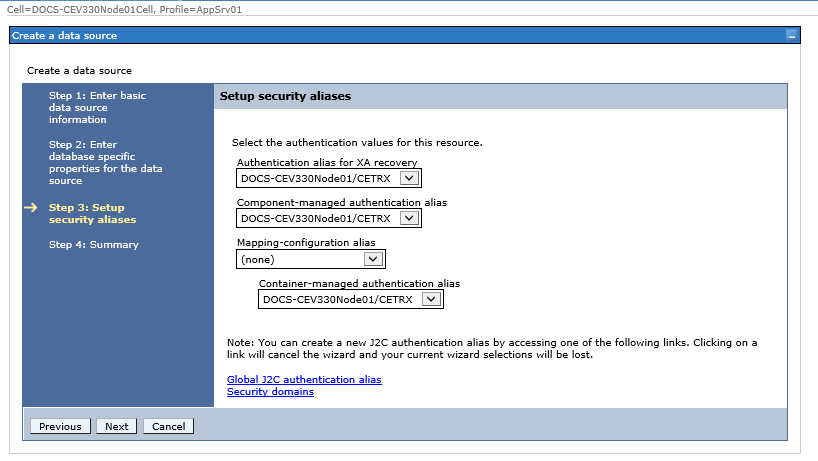 Cell=DOCS-CEV330Node01Cell, Profile=AppSrv01
Create a data source
Create a data source
Step 1: Enter basic
data source
information
Step 2: Enter
database specific
properties for the data
source
Step 3: Setup
security aliases
Step 4: Summary
Setup security aliases
Select the authentication values for this resource.
Authentication alias for XA recovery
DOCS-CEV330Node01/CETRX
Component-managed authentication alias
DOCS-CEV330Node01/CETRX
Mapping-configuration alias
(none)
Container-managed authentication alias
DOCS-CEV330Node01/CETRX
Note: You can create a new J2C authentication alias by accessing one of the following links. Clicking on a
link will cancel the wizard and your current wizard selections will be lost.
Global J2C authentication alias
Security domains
Previous Next Cancel